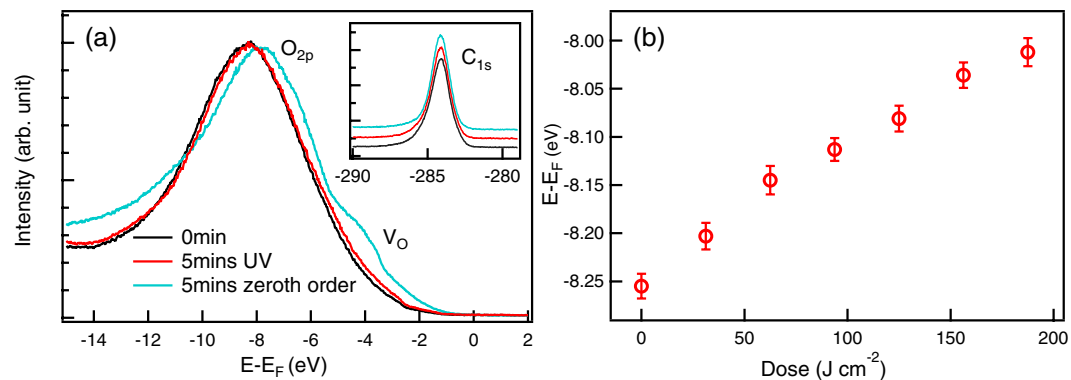 (a)
O2p
C1s
-290 -287 -284 -280
Intensity (arb. unit)
VO
0min
5mins UV
5mins zeroth order
-14 -12 -10 -8 -6 -4 -2 0 2
E-EF (eV)
(b)
-8.00
-8.05
-8.10
-8.15
-8.20
-8.25
E-EF (eV)
0 50 100 150 200
Dose (J cm-2)